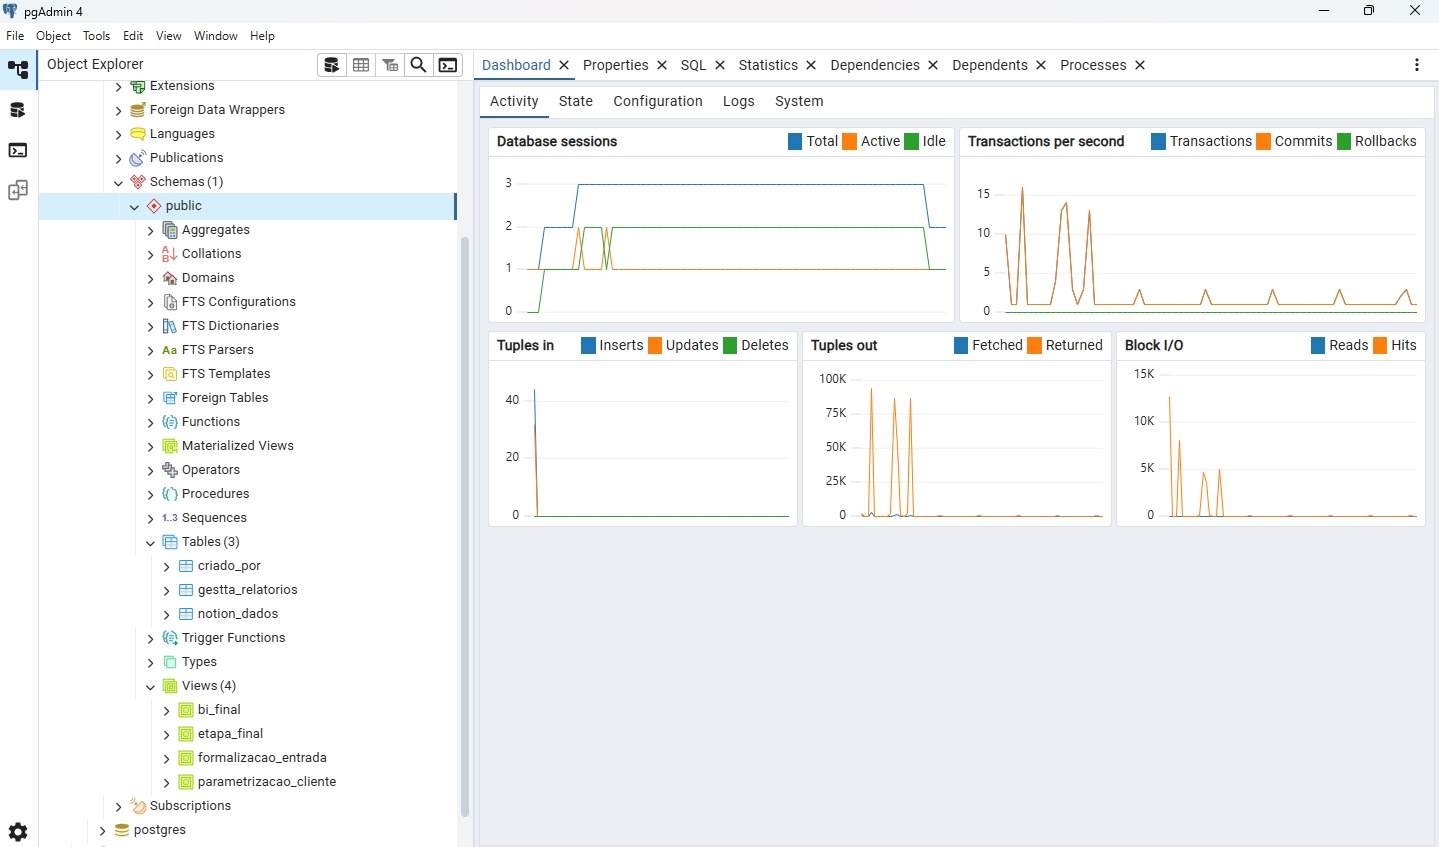 pgAdmin 4
File Object Tools Edit View Window Help
Object Explorer
Extensions
Foreign Data Wrappers
Languages
Publications
Schemas (1)
public
Aggregates
Collations
Domains
FTS Configurations
FTS Dictionaries
Aa FTS Parsers
FTS Templates
Foreign Tables
Functions
Materialized Views
Operators
Procedures
1..3 Sequences
Tables (3)
criado_por
gestta_relatorios
notion_dados
Trigger Functions
Types
Views (4)
bi_final
etapa_final
formalizacao_entrada
parametrizacao_cliente
Subscriptions
postgres
Dashboard Properties SQL Statistics Dependencies Dependents Processes
Activity State Configuration Logs System
Database sessions Total Active Idle
3
2
1
0
Transactions per second Transactions Commits Rollbacks
15
10
5
0
Tuples in Inserts Updates Deletes
40
20
0
Tuples out Fetched Returned
100K
75K
50K
25K
0
Block I/O Reads Hits
15K
10K
5K
0